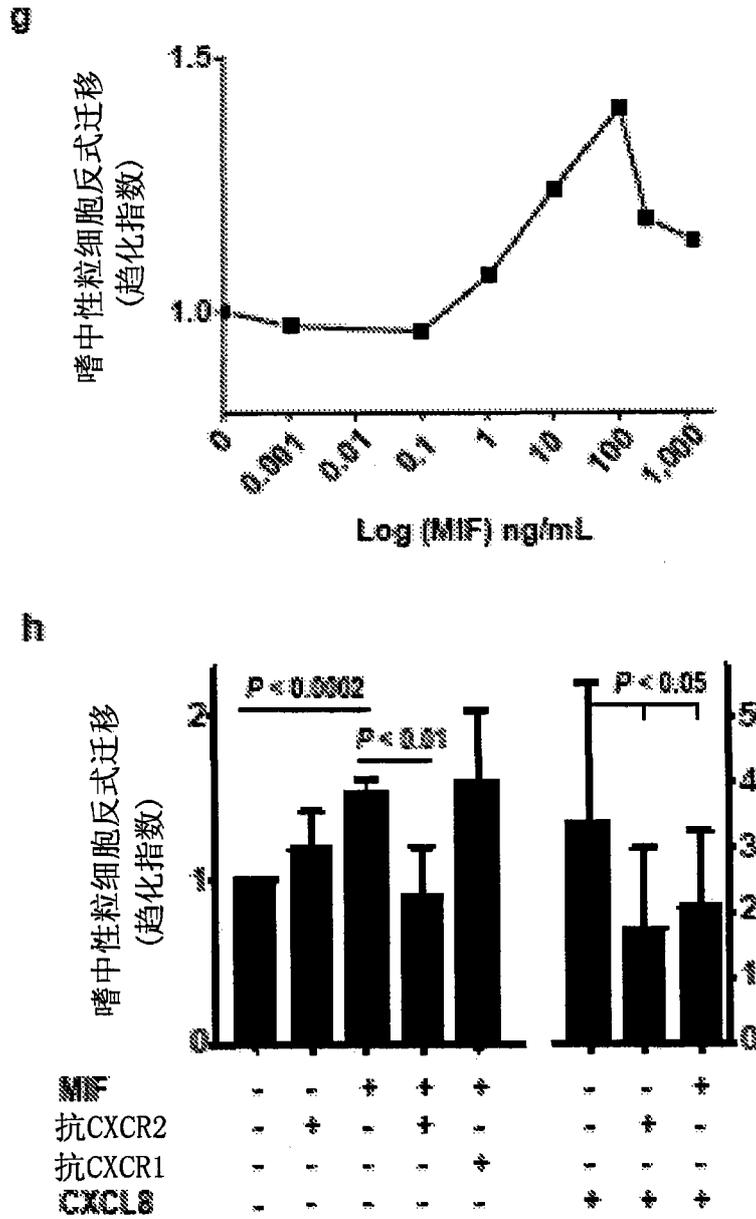 g
1.5
嗜中性粒细胞反式迁移
(趋化指数)
1.0
0 0.001 0.01 0.1 1 10 100 1,000
Log (MIF) ng/mL
h
嗜中性粒细胞反式迁移
(趋化指数)
P < 0.0002 P < 0.05
2 5
P < 0.01
4
3
1 2
1
0 0
MIF - - + + + - - +
抗CXCR2 - + - + - - + -
抗CXCR1 - - - - + - - -
CXCL8 - - - - - + + +